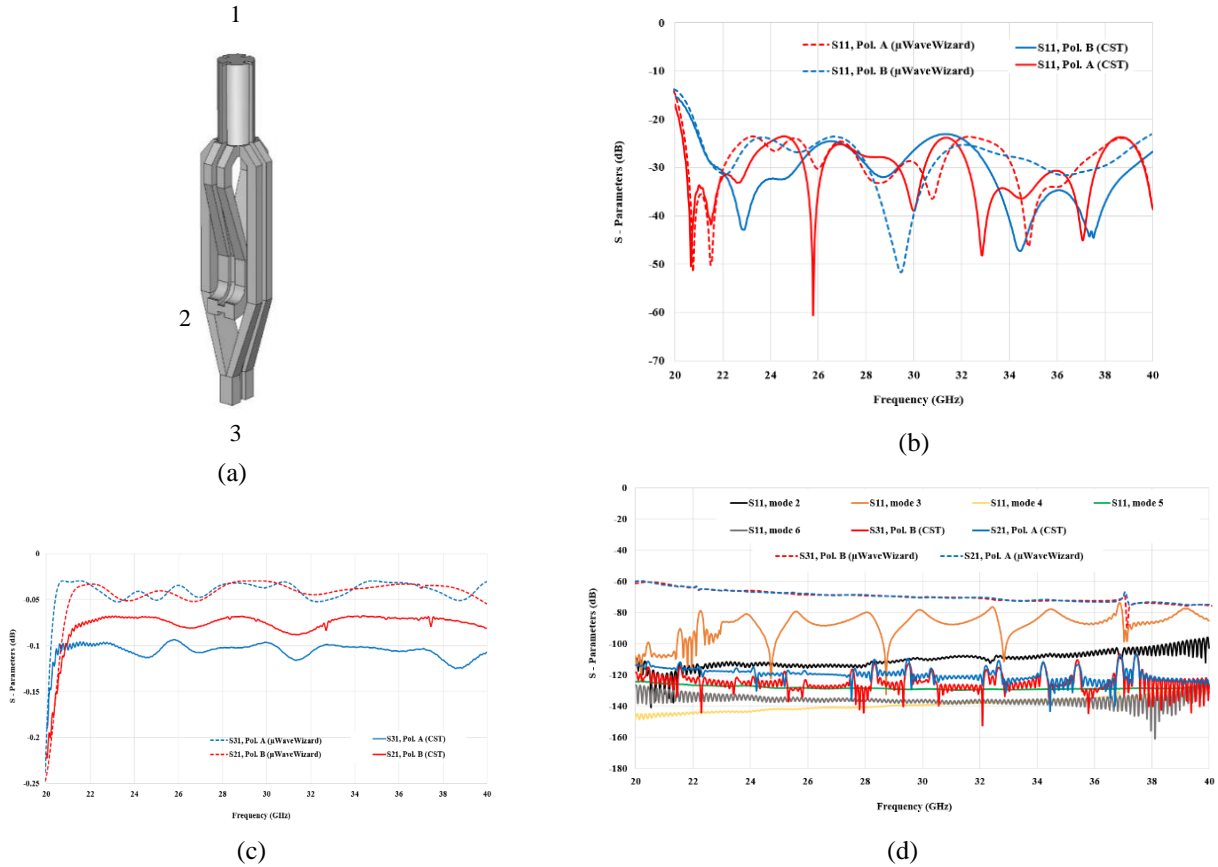 1
2
3
(a)
0
-10
-20
-30
-40
-50
-60
-70
S - Parameters (dB)
S11, Pol. A (µWaveWizard)
S11, Pol. B (CST)
S11, Pol. B (µWaveWizard)
S11, Pol. A (CST)
20 22 24 26 28 30 32 34 36 38 40
Frequency (GHz)
(b)
0
0.05
-0.1
-0.15
-0.2
-0.25
S - Parameters (dB)
S31, Pol. A (µWaveWizard)
S31, Pol. A (CST)
S21, Pol. B (µWaveWizard)
S21, Pol. B (CST)
20 22 24 26 28 30 32 34 36 38 40
Frequency (GHz)
(c)
0
-20
-40
-60
-80
-100
-120
-140
-160
-180
S - Parameters (dB)
S11, mode 2
S11, mode 3
S11, mode 4
S11, mode 5
S11, mode 6
S31, Pol. B (CST)
S21, Pol. A (CST)
S31, Pol. B (µWaveWizard)
S21, Pol. A (µWaveWizard)
20 22 24 26 28 30 32 34 36 38 40
Frequency (GHz)
(d)